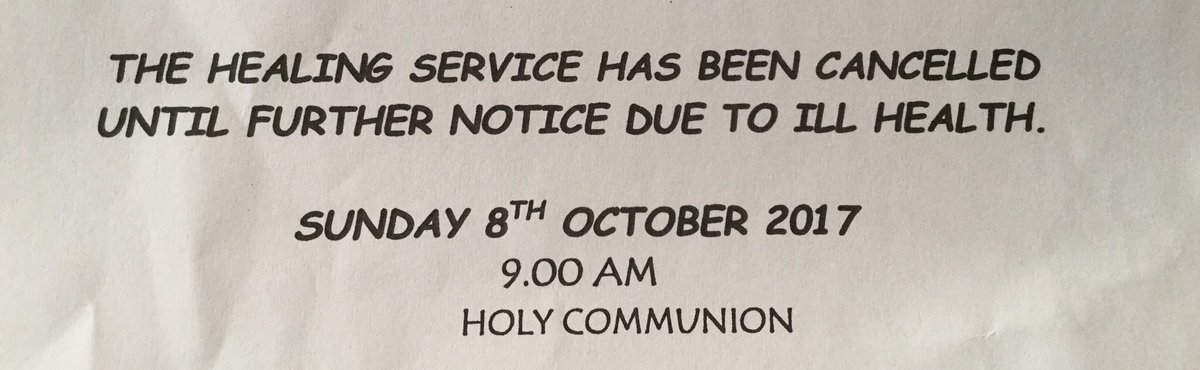 THE HEALING SERVICE HAS BEEN CANCELLED
UNTIL FURTHER NOTICE DUE TO ILL HEALTH.
SUNDAY 8TH OCTOBER 2017
9.00 AM
HOLY COMMUNION